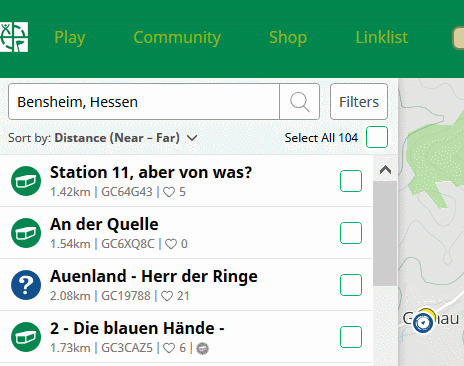 Play Community Shop Linklist
Bensheim, Hessen
Filters
Sort by: Distance (Near – Far)
Select All 104
Station 11, aber von was?
1.42km | GC64G43 | 5
An der Quelle
1.54km | GC6XQ8C | 0
Auenland - Herr der Ringe
2.08km | GC19788 | 21
2 - Die blauen Hände -
1.73km | GC3CAZ5 | 6 |